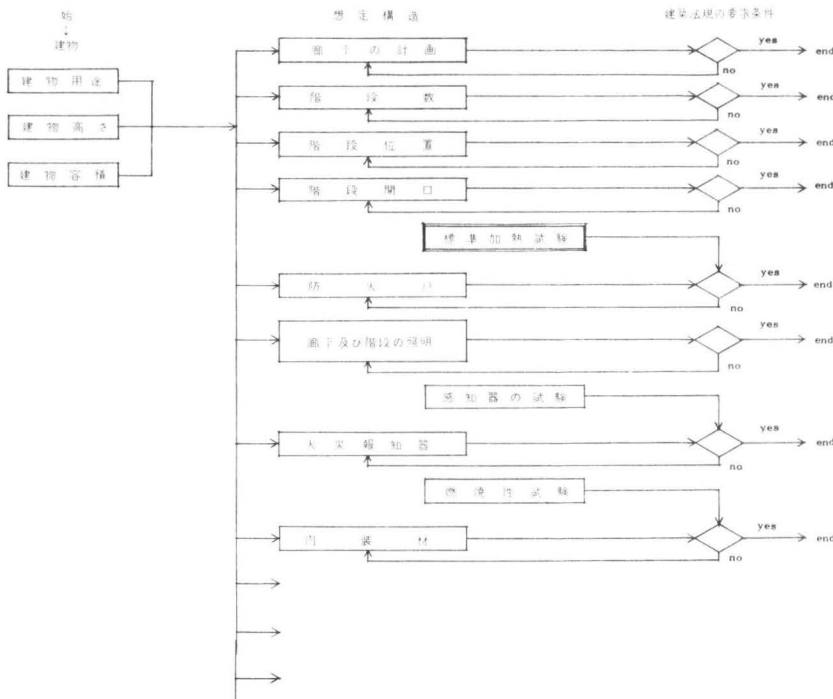 始
想定構造
建築法規の要求条件
↓
建物
廊下の計画
yes
end
no
建物用途
階段数
yes
end
no
建物高さ
階段位置
yes
end
no
建物容積
階段開口
yes
end
no
標準加熱試験
防火戸
yes
end
no
廊下及び階段の照明
yes
end
no
感知器の試験
火災報知器
yes
end
no
燃焼性試験
内装材
yes
end
no